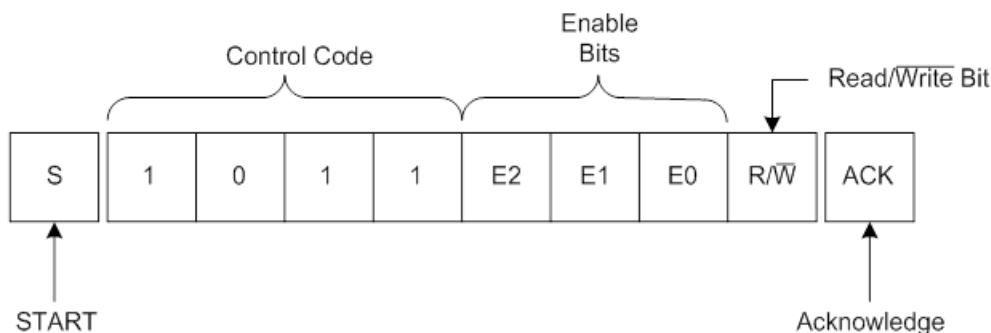 Control Code
Enable
Bits
Read/Write Bit
S 1 0 1 1 E2 E1 E0 R/W ACK
START
Acknowledge